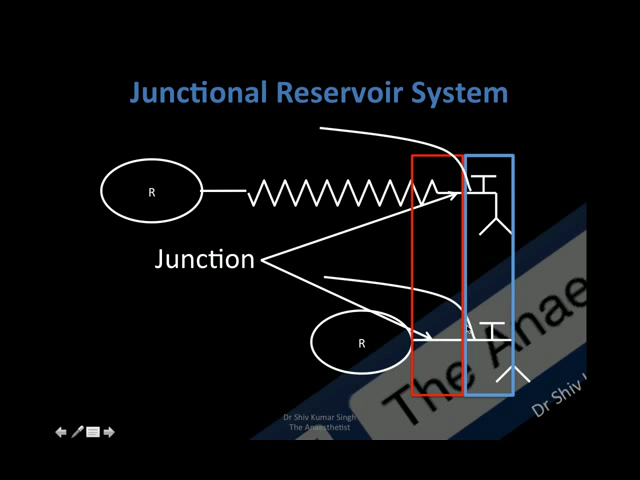 Junctional Reservoir System
R
Junction
R
The Anae
Dr Shiv
Dr Shiv Kumar Singh
The Anaesthetist